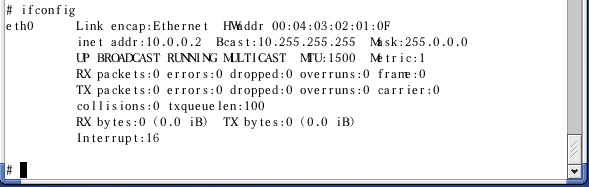 # ifconfig
eth0 Link encap:Ethernet HWaddr 00:04:03:02:01:0F
inet addr:10.0.0.2 Bcast:10.255.255.255 Mask:255.0.0.0
UP BROADCAST RUNNING MULTICAST MTU:1500 Metric:1
RX packets:0 errors:0 dropped:0 overruns:0 frame:0
TX packets:0 errors:0 dropped:0 overruns:0 carrier:0
collisions:0 txqueuelen:100
RX bytes:0 (0.0 iB) TX bytes:0 (0.0 iB)
Interrupt:16
#